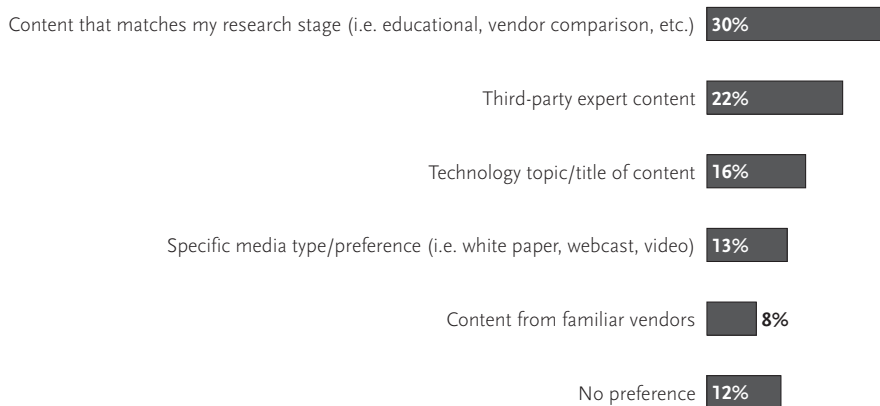 Content that matches my research stage (i.e. educational, vendor comparison, etc.) 30%
Third-party expert content 22%
Technology topic/title of content 16%
Specific media type/preference (i.e. white paper, webcast, video) 13%
Content from familiar vendors 8%
No preference 12%